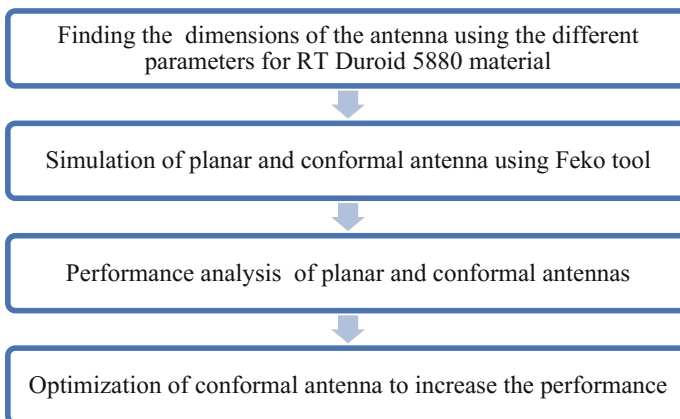 Finding the dimensions of the antenna using the different
parameters for RT Duroid 5880 material
Simulation of planar and conformal antenna using Feko tool
Performance analysis of planar and conformal antennas
Optimization of conformal antenna to increase the performance